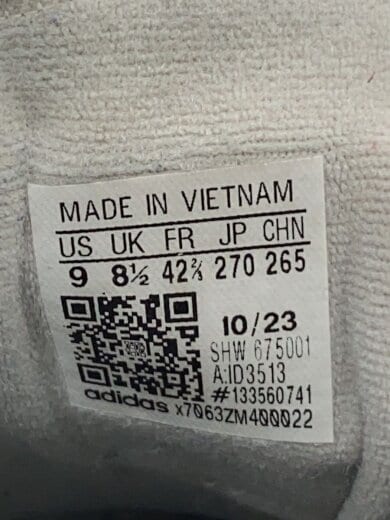 MADE IN VIETNAM
US UK FR JP CHN
9 8½ 42⅔ 270 265
10/23
SHW 675001
A:ID3513
#133560741
adidas x7063ZM400022